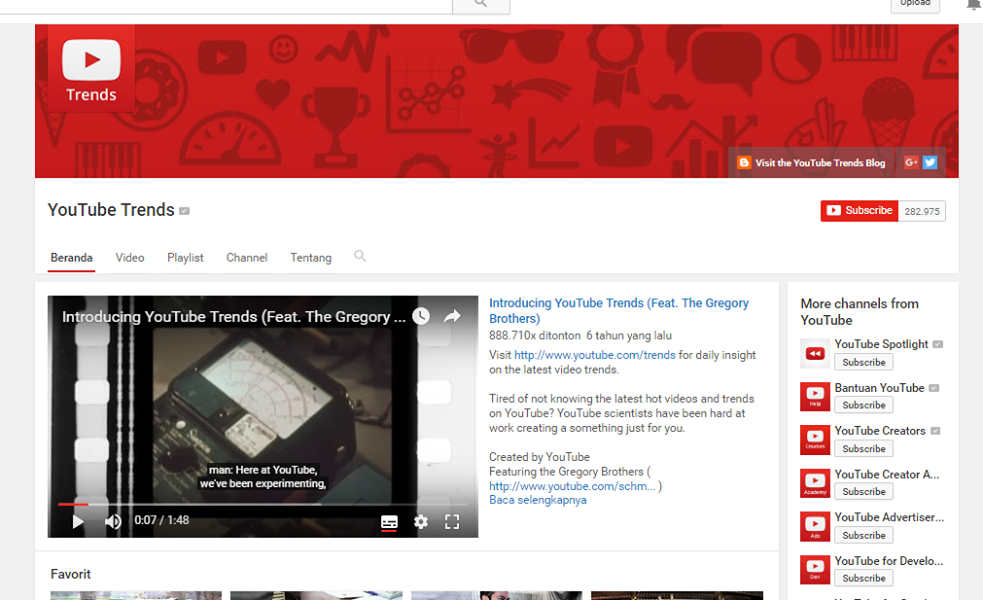 Upload
Trends
Visit the YouTube Trends Blog
G+
YouTube Trends
Subscribe 282.975
Beranda Video Playlist Channel Tentang
Introducing YouTube Trends (Feat. The Gregory ...
man: Here at YouTube,
we've been experimenting,
0:07 / 1:48
Introducing YouTube Trends (Feat. The Gregory
Brothers)
888.710x ditonton 6 tahun yang lalu
Visit http://www.youtube.com/trends for daily insight
on the latest video trends.
Tired of not knowing the latest hot videos and trends
on YouTube? YouTube scientists have been hard at
work creating a something just for you.
Created by YouTube
Featuring the Gregory Brothers (
http://www.youtube.com/schm... )
Baca selengkapnya
Favorit
More channels from
YouTube
YouTube Spotlight
Subscribe
Help
Bantuan YouTube
Subscribe
Creators
YouTube Creators
Subscribe
Academy
YouTube Creator A...
Subscribe
Ads
YouTube Advertiser...
Subscribe
Dev
YouTube for Develo...
Subscribe